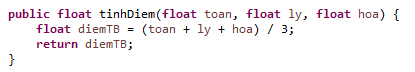 public float tinhDiem(float toan, float ly, float hoa) {
    float diemTB = (toan + ly + hoa) / 3;
    return diemTB;
}